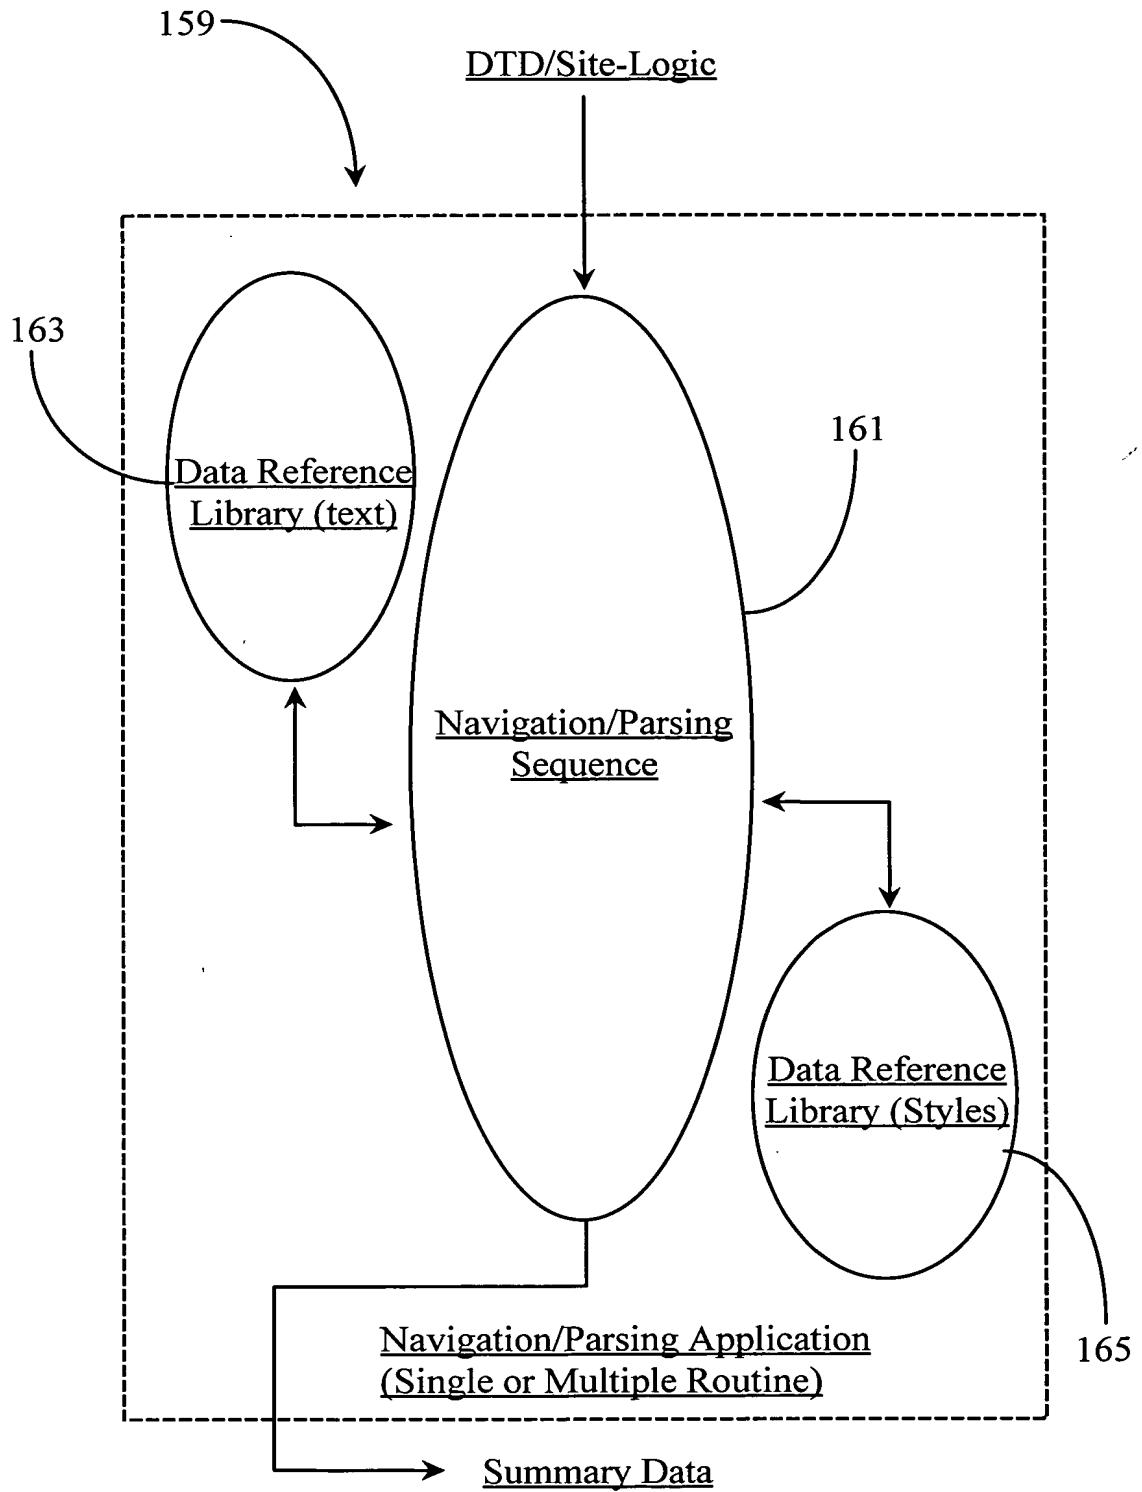 159
DTD/Site-Logic
163
161
Data Reference
Library (text)
Navigation/Parsing
Sequence
Data Reference
Library (Styles)
Navigation/Parsing Application
(Single or Multiple Routine)
165
Summary Data